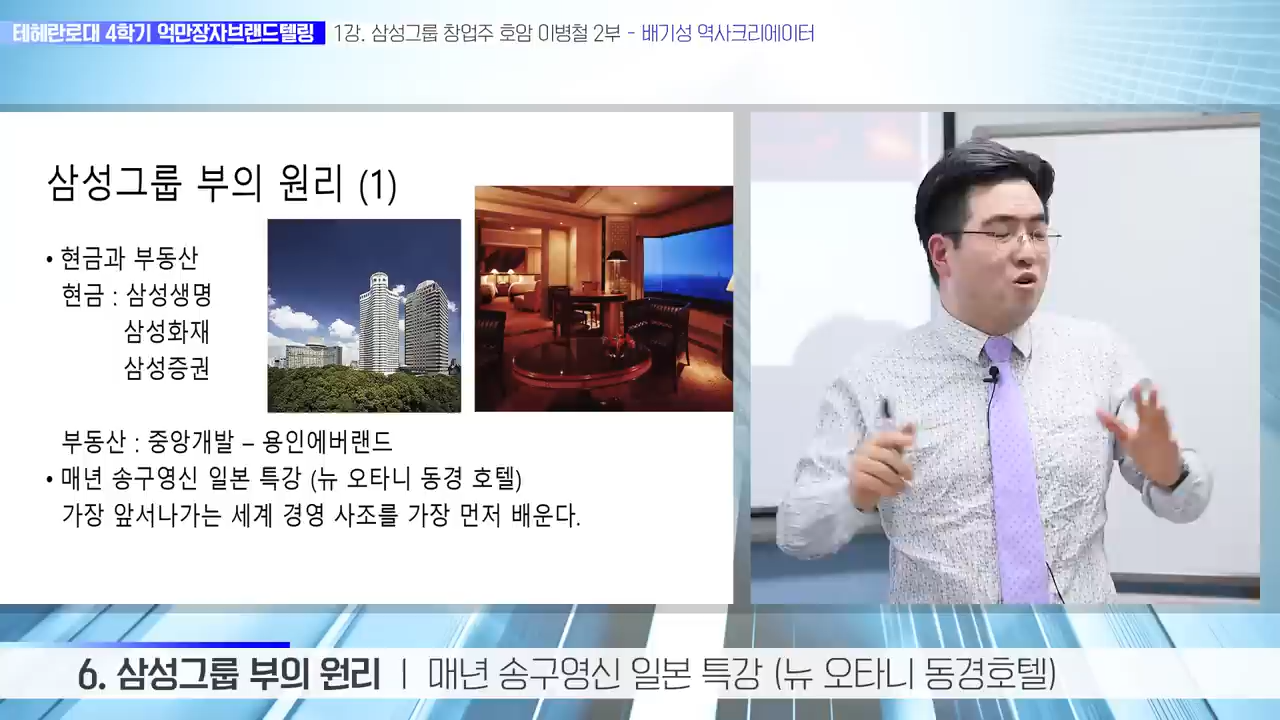 테헤란로대 4학기 억만장자브랜드텔링 1강. 삼성그룹 창업주 호암 이병철 2부 - 배기성 역사크리에이터
삼성그룹 부의 원리 (1)
• 현금과 부동산
현금 : 삼성생명
삼성화재
삼성증권
부동산 : 중앙개발 – 용인에버랜드
• 매년 송구영신 일본 특강 (뉴 오타니 동경 호텔)
가장 앞서나가는 세계 경영 사조를 가장 먼저 배운다.
6. 삼성그룹 부의 원리 | 매년 송구영신 일본 특강 (뉴 오타니 동경호텔)